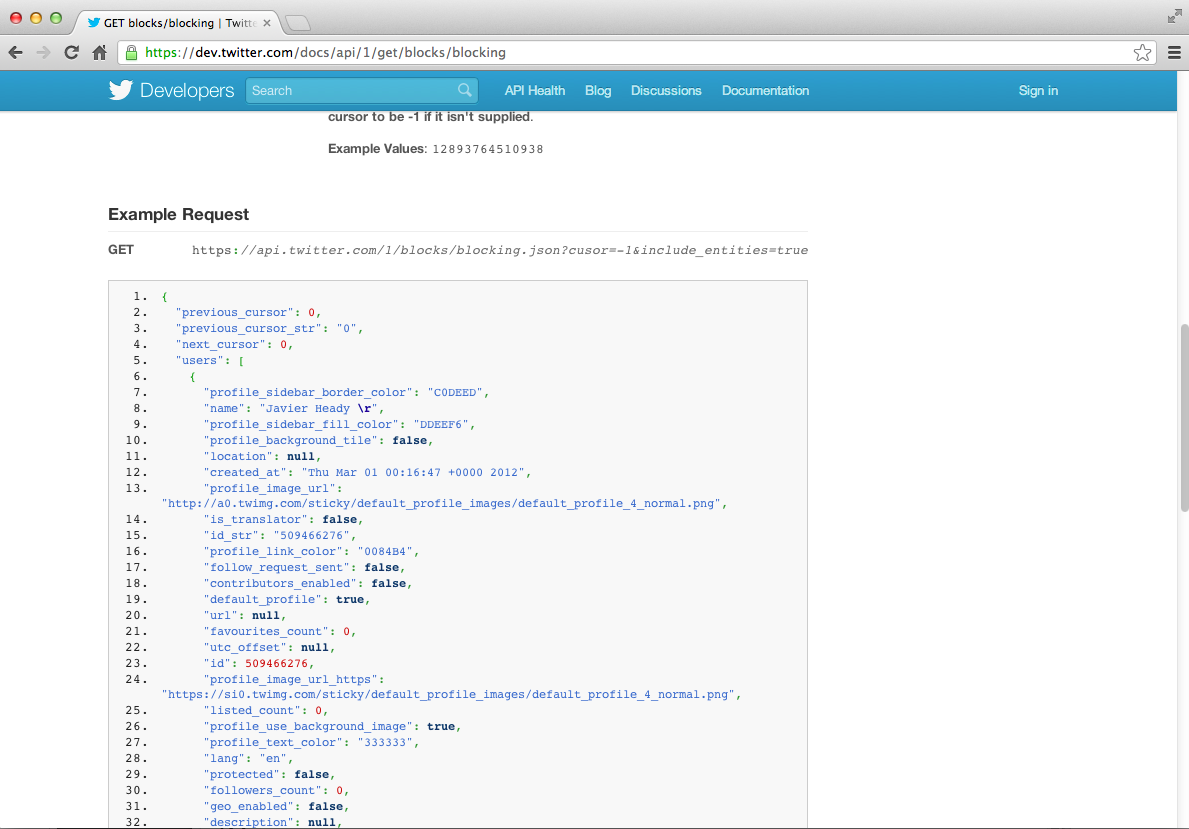 GET blocks/blocking | Twitte
https://dev.twitter.com/docs/api/1/get/blocks/blocking
Developers Search API Health Blog Discussions Documentation Sign in
cursor to be -1 if it isn't supplied.
Example Values: 12893764510938
Example Request
GET https://api.twitter.com/1/blocks/blocking.json?cusor=-1&include_entities=true
1. {
2. "previous_cursor": 0,
3. "previous_cursor_str": "0",
4. "next_cursor": 0,
5. "users": [
6. {
7. "profile_sidebar_border_color": "C0DEED",
8. "name": "Javier Heady \r",
9. "profile_sidebar_fill_color": "DDEEF6",
10. "profile_background_tile": false,
11. "location": null,
12. "created_at": "Thu Mar 01 00:16:47 +0000 2012",
13. "profile_image_url":
"http://a0.twimg.com/sticky/default_profile_images/default_profile_4_normal.png",
14. "is_translator": false,
15. "id_str": "509466276",
16. "profile_link_color": "0084B4",
17. "follow_request_sent": false,
18. "contributors_enabled": false,
19. "default_profile": true,
20. "url": null,
21. "favourites_count": 0,
22. "utc_offset": null,
23. "id": 509466276,
24. "profile_image_url_https":
"https://si0.twimg.com/sticky/default_profile_images/default_profile_4_normal.png",
25. "listed_count": 0,
26. "profile_use_background_image": true,
27. "profile_text_color": "333333",
28. "lang": "en",
29. "protected": false,
30. "followers_count": 0,
31. "geo_enabled": false,
32. "description": null,